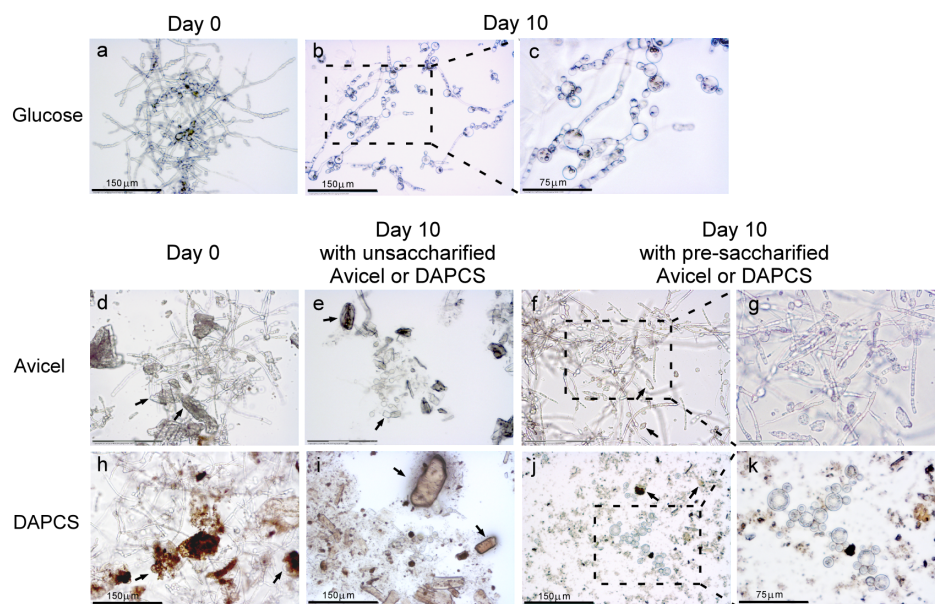 Day 0
Day 10
Glucose
a
b
c
150μm
150μm
75μm
Day 0
Day 10
with unsaccharified
Avicel or DAPCS
Day 10
with pre-saccharified
Avicel or DAPCS
Avicel
d
e
f
g
DAPCS
h
i
j
k
150μm
150μm
150μm
75μm